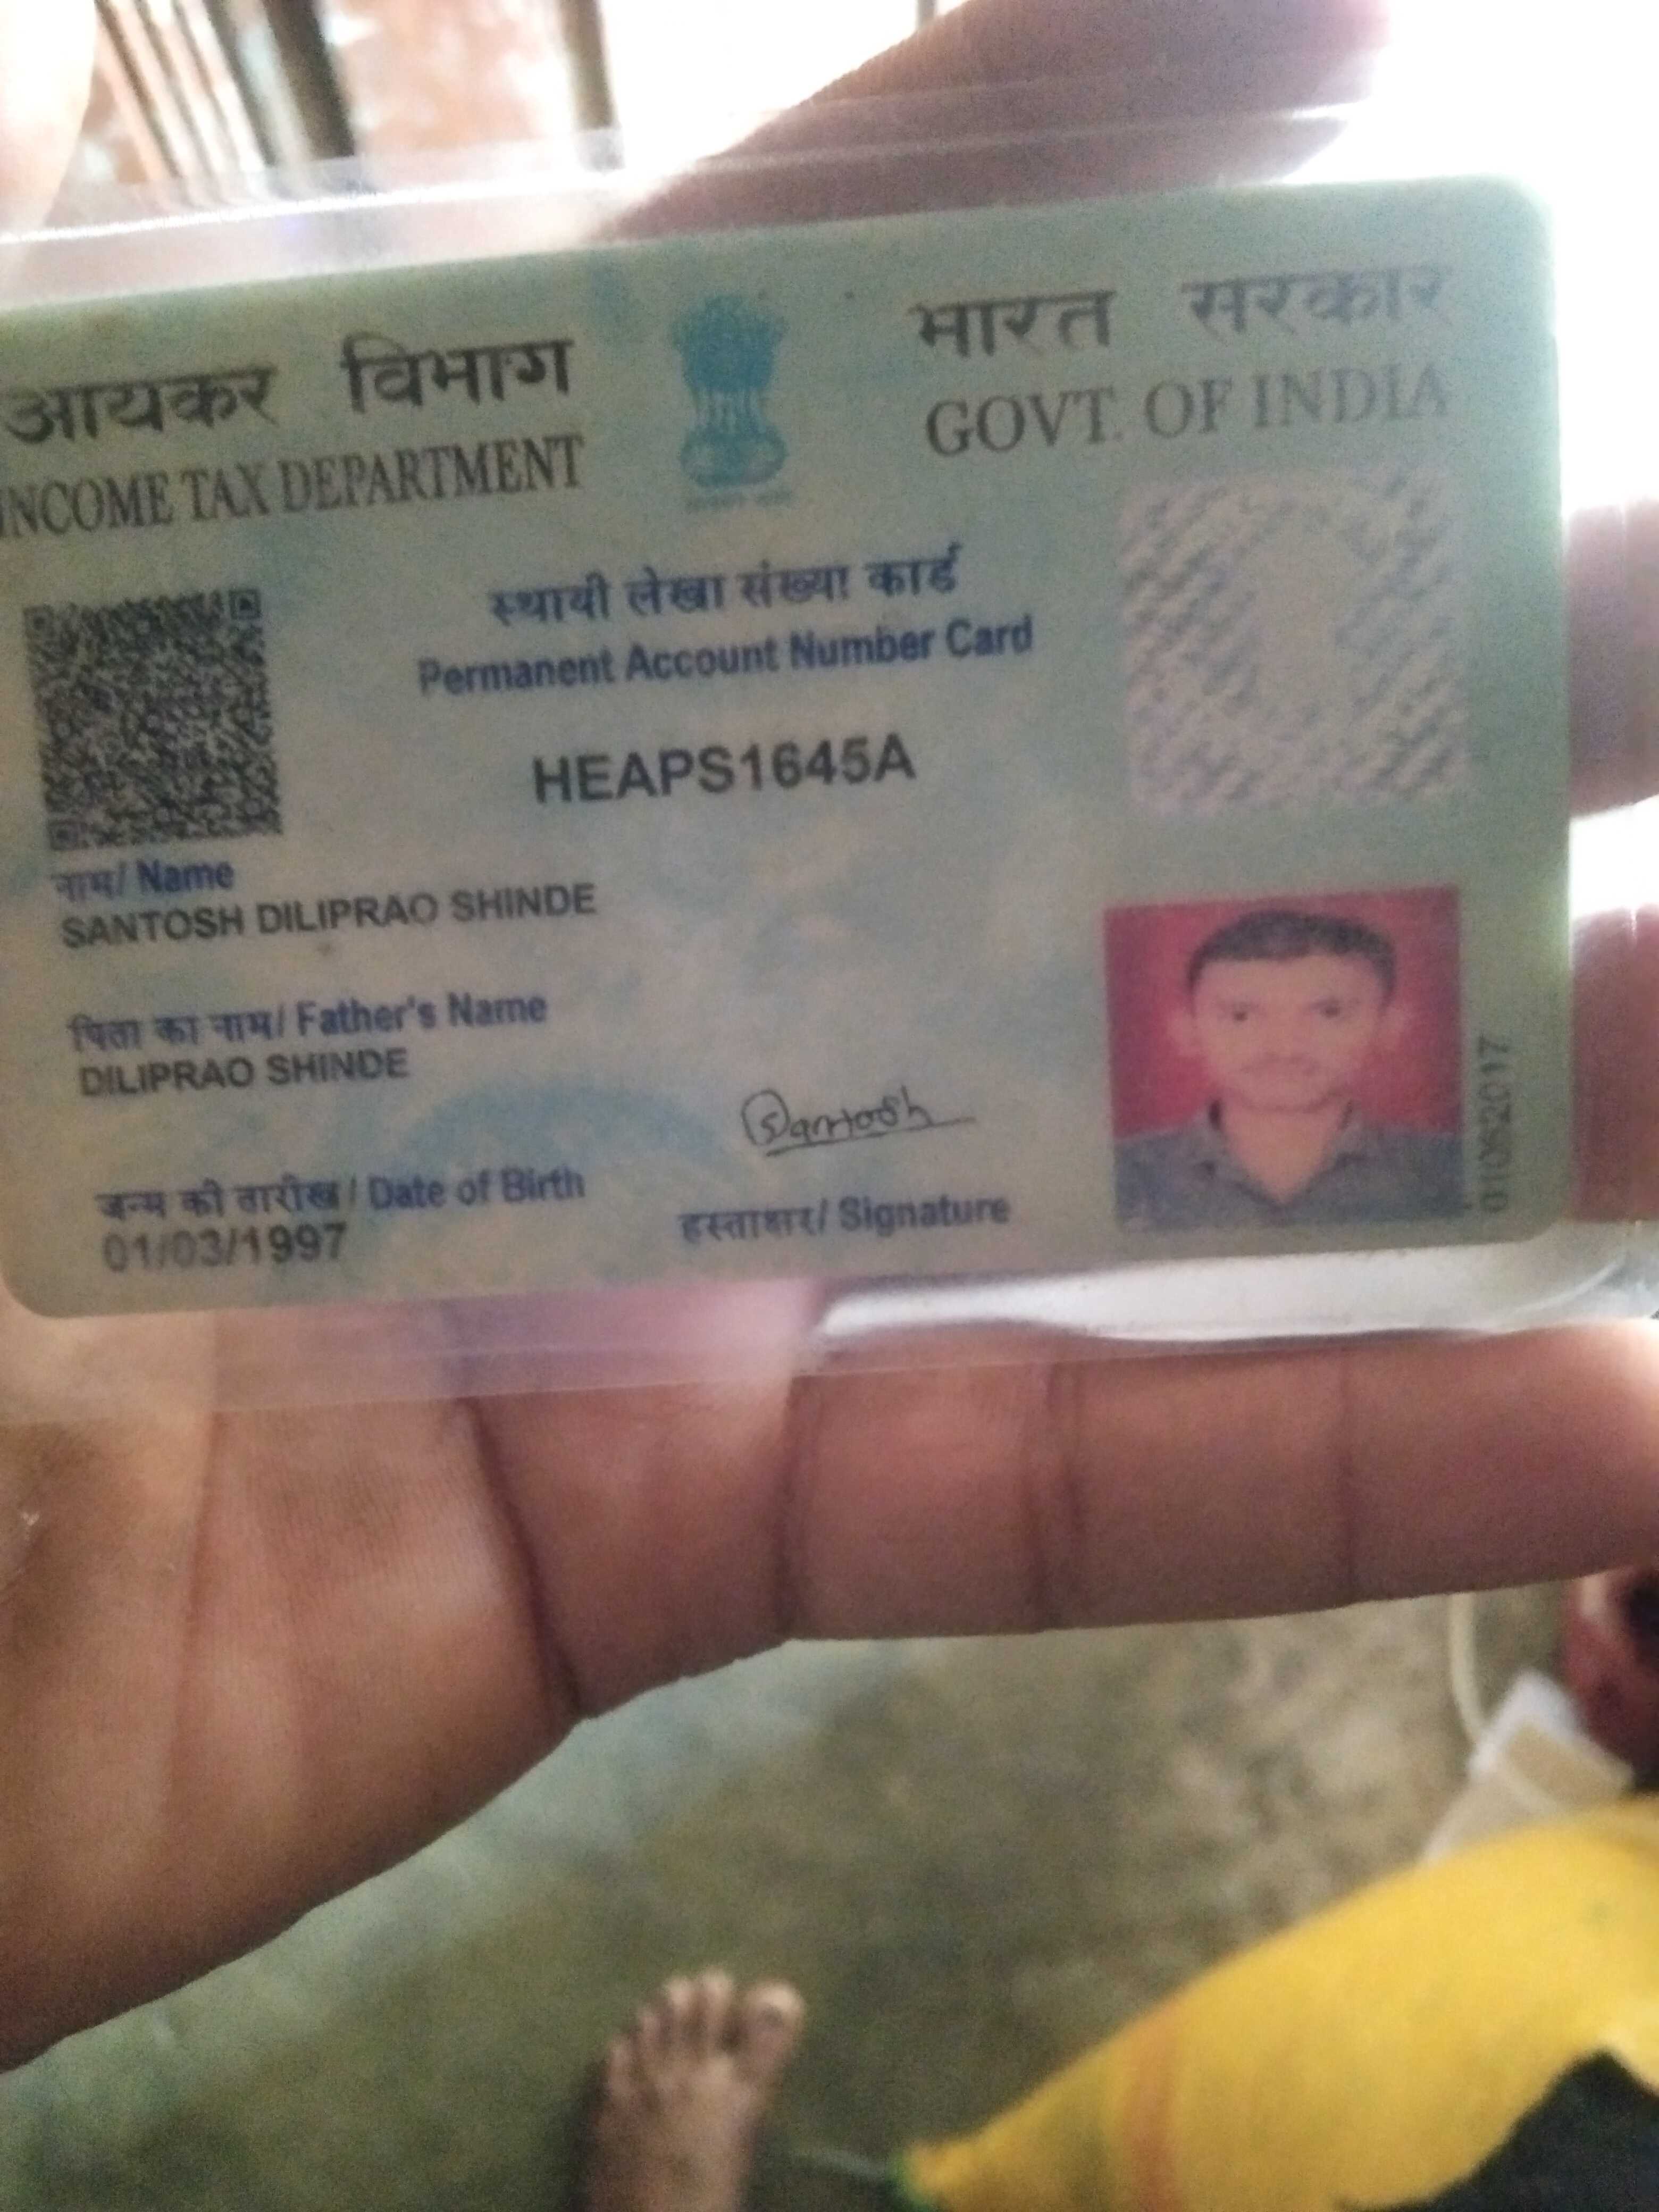 आयकर विभाग
INCOME TAX DEPARTMENT
भारत सरकार
GOVT. OF INDIA
स्थायी लेखा संख्या कार्ड
Permanent Account Number Card
HEAPS1645A
नाम/ Name
SANTOSH DILIPRAO SHINDE
पिता का नाम/ Father's Name
DILIPRAO SHINDE
जन्म की तारीख/ Date of Birth
01/03/1997
Santosh
हस्ताक्षर/ Signature
01062017